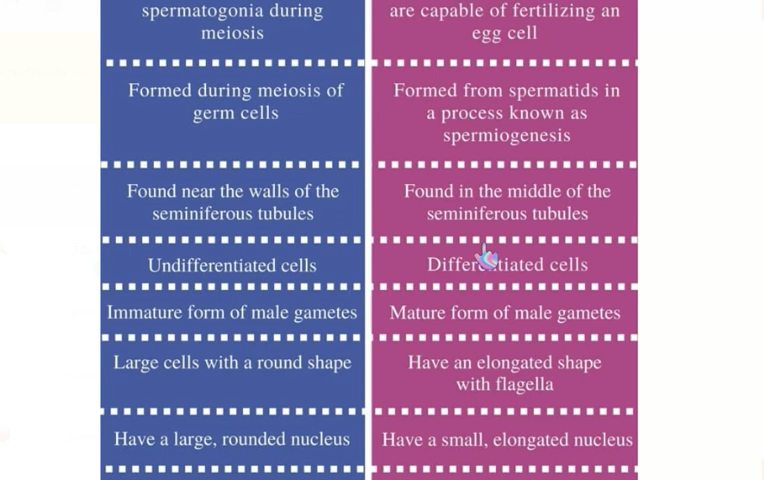 spermatogonia during
meiosis
are capable of fertilizing an
egg cell
Formed during meiosis of
germ cells
Formed from spermatids in
a process known as
spermiogenesis
Found near the walls of the
seminiferous tubules
Found in the middle of the
seminiferous tubules
Undifferentiated cells
Differentiated cells
Immature form of male gametes
Mature form of male gametes
Large cells with a round shape
Have an elongated shape
with flagella
Have a large, rounded nucleus
Have a small, elongated nucleus